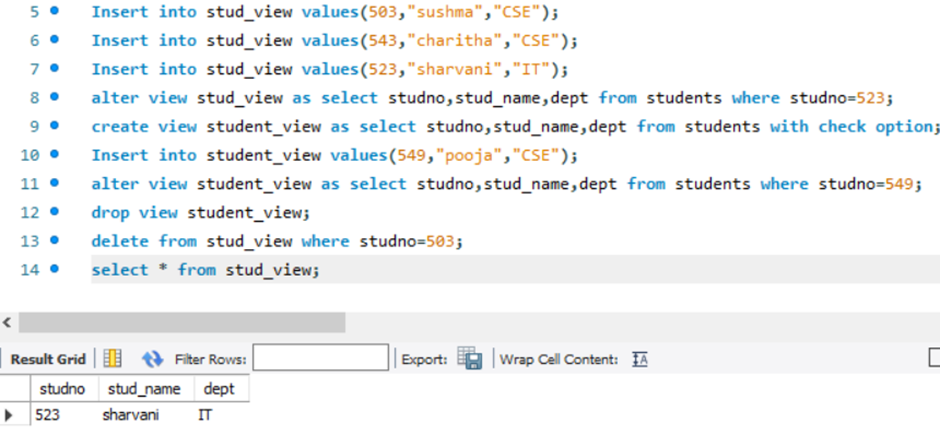 5 Insert into stud_view values(503,"sushma","CSE");
6 Insert into stud_view values(543,"charitha","CSE");
7 Insert into stud_view values(523,"sharvani","IT");
8 alter view stud_view as select studno,stud_name,dept from students where studno=523;
9 create view student_view as select studno,stud_name,dept from students with check option;
10 Insert into student_view values(549,"pooja","CSE");
11 alter view student_view as select studno,stud_name,dept from students where studno=549;
12 drop view student_view;
13 delete from stud_view where studno=503;
14 select * from stud_view;
Result Grid Filter Rows: Export: Wrap Cell Content: IA
studno stud_name dept
523 sharvani IT